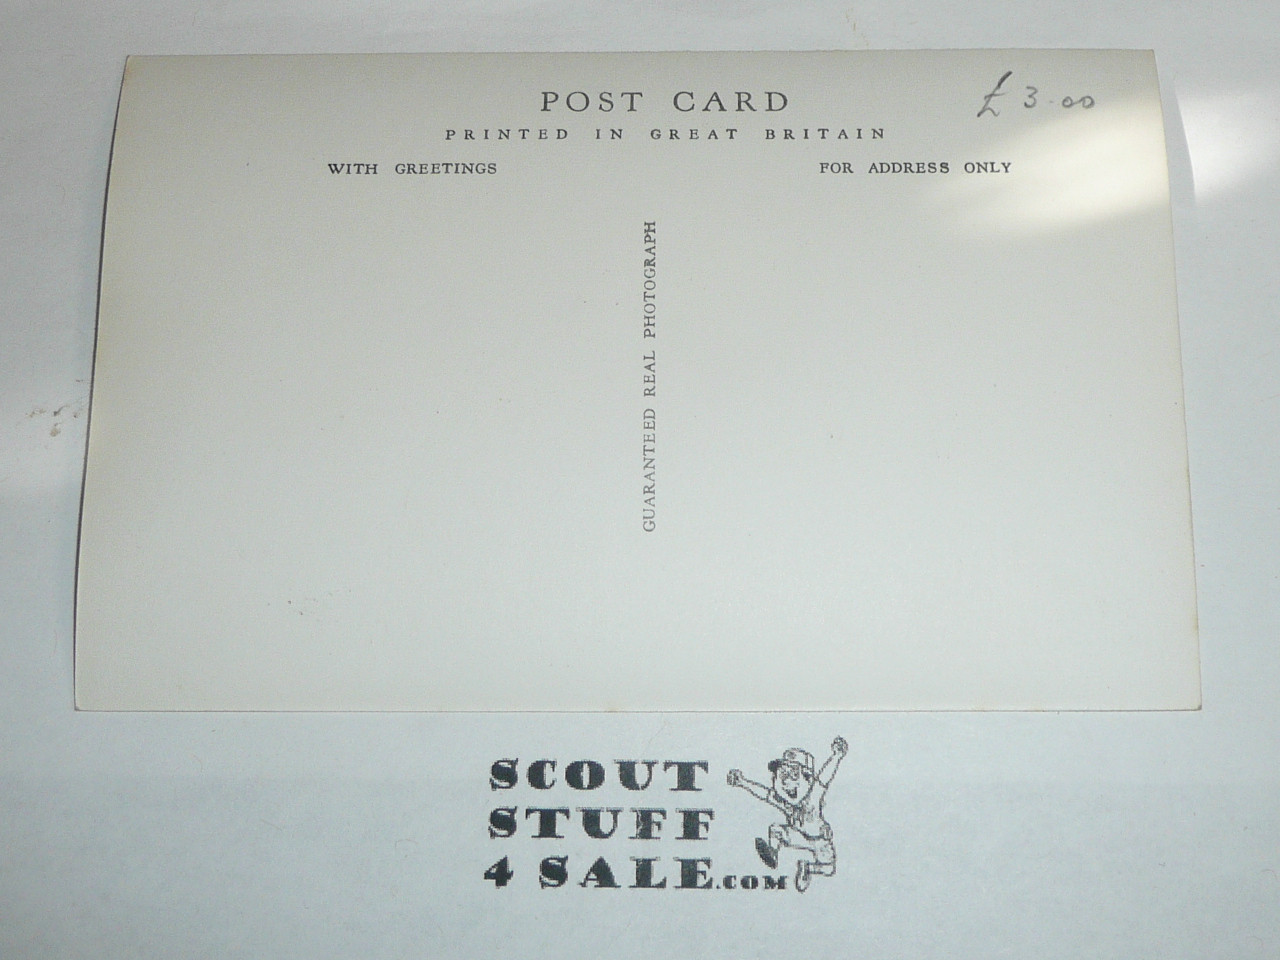 POST CARD
£3.00
PRINTED IN GREAT BRITAIN
WITH GREETINGS
FOR ADDRESS ONLY
GUARANTEED REAL PHOTOGRAPH
SCOUT
STUFF
4 SALE.COM